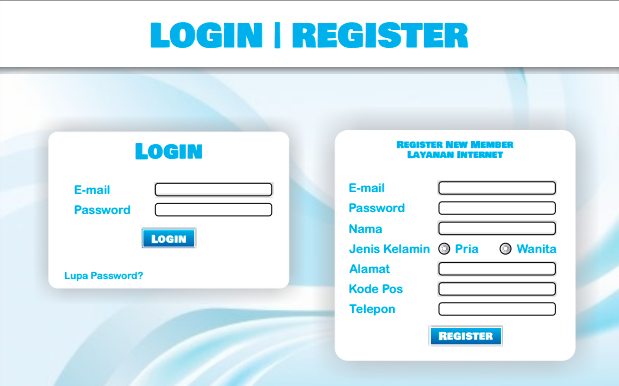 LOGIN | REGISTER
LOGIN
E-mail
Password
LOGIN
Lupa Password?
REGISTER NEW MEMBER
LAYANAN INTERNET
E-mail
Password
Nama
Jenis Kelamin Pria Wanita
Alamat
Kode Pos
Telepon
REGISTER